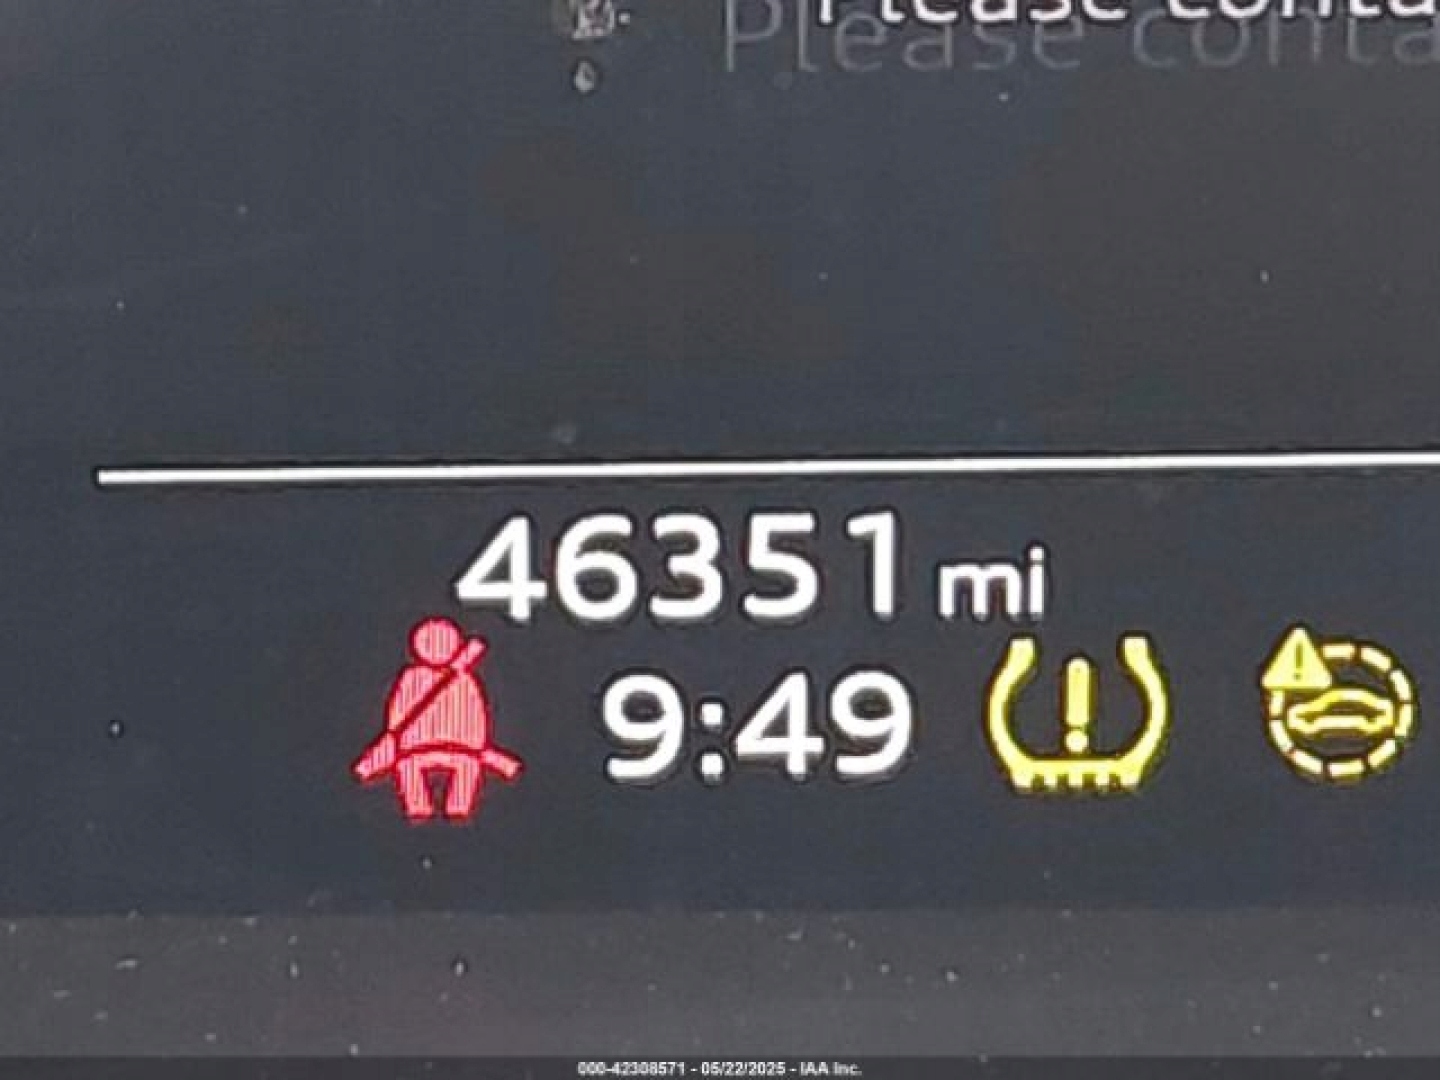 Please conta
46351 mi
9:49
000-42308571 - 05/22/2025 - IAA Inc.